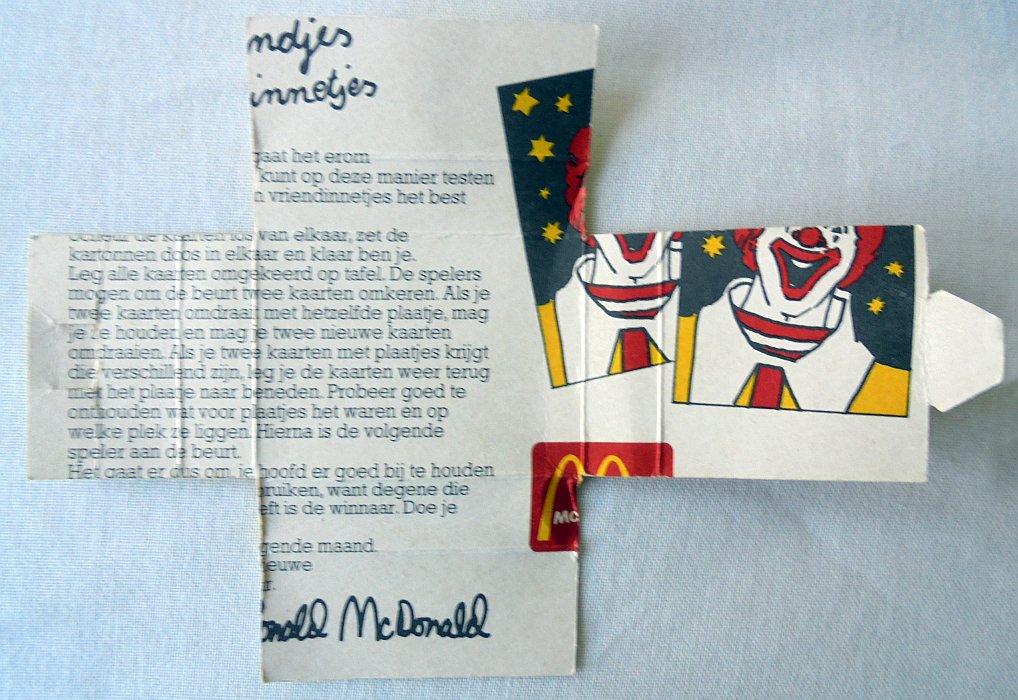 ndjes
innetjes
gaat het erom
kunt op deze manier testen
n vriendinnetjes het best
Scheur de kaarten los van elkaar, zet de
kartonnen doos in elkaar en klaar ben je.
Leg alle kaarten omgekeerd op tafel. De spelers
mogen om de beurt twee kaarten omkeren. Als je
twee kaarten omdraait met hetzelfde plaatje, mag
je ze houden en mag je twee nieuwe kaarten
omdraaien. Als je twee kaarten met plaatjes krijgt
die verschillend zijn, leg je de kaarten weer terug
met het plaatje naar beneden. Probeer goed te
onthouden wat voor plaatjes het waren en op
welke plek ze liggen. Hierna is de volgende
speler aan de beurt.
Het gaat er dus om, je hoofd er goed bij te houden
bruiken, want degene die
eft is de winnaar. Doe je
gende maand.
ieuwe
r.
onald McDonald
Mc